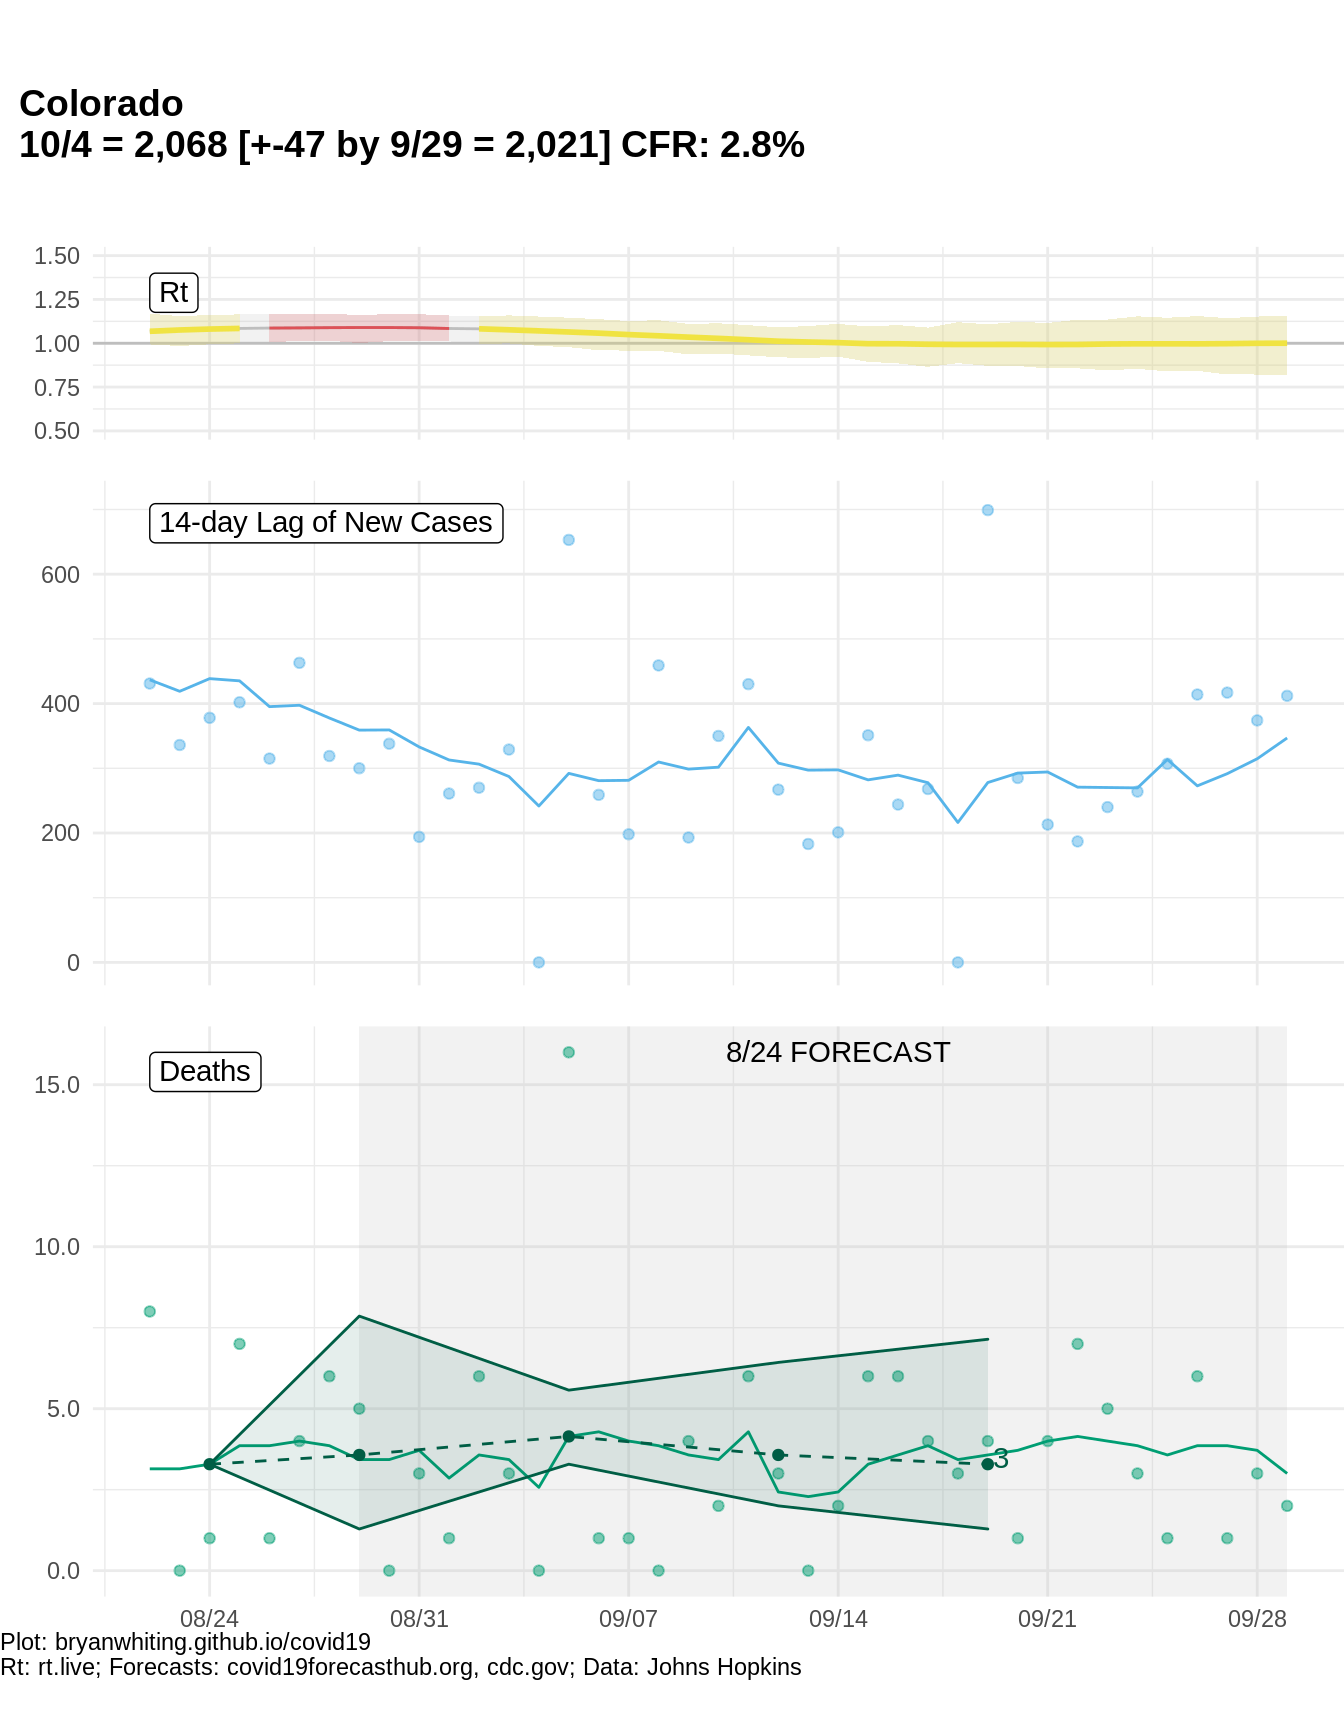 Colorado
10/4 = 2,068 [+-47 by 9/29 = 2,021] CFR: 2.8%
1.50
Rt
1.25
1.00
0.75
0.50
14-day Lag of New Cases
600
400
200
0
8/24 FORECAST
Deaths
15.0
10.0
5.0
3
0.0
08/24 08/31 09/07 09/14 09/21 09/28
Plot: bryanwhiting.github.io/covid19
Rt: rt.live; Forecasts: covid19forecasthub.org, cdc.gov; Data: Johns Hopkins